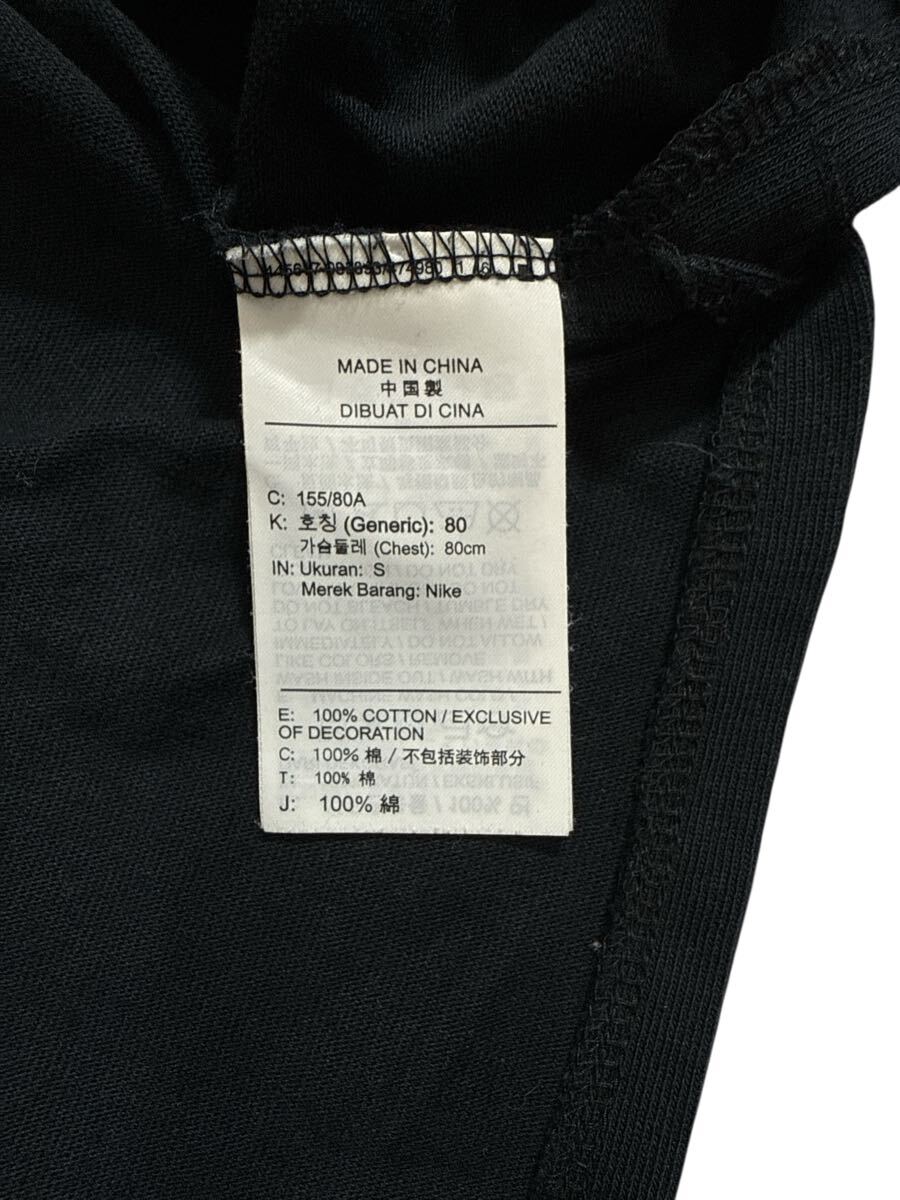 MADE IN CHINA
中国製
DIBUAT DI CINA
C: 155/80A
K: 호칭 (Generic): 80
가슴둘레 (Chest): 80cm
IN: Ukuran: S
Merek Barang: Nike
E: 100% COTTON / EXCLUSIVE
OF DECORATION
C: 100% 棉 / 不包括装饰部分
T: 100% 棉
J: 100% 綿